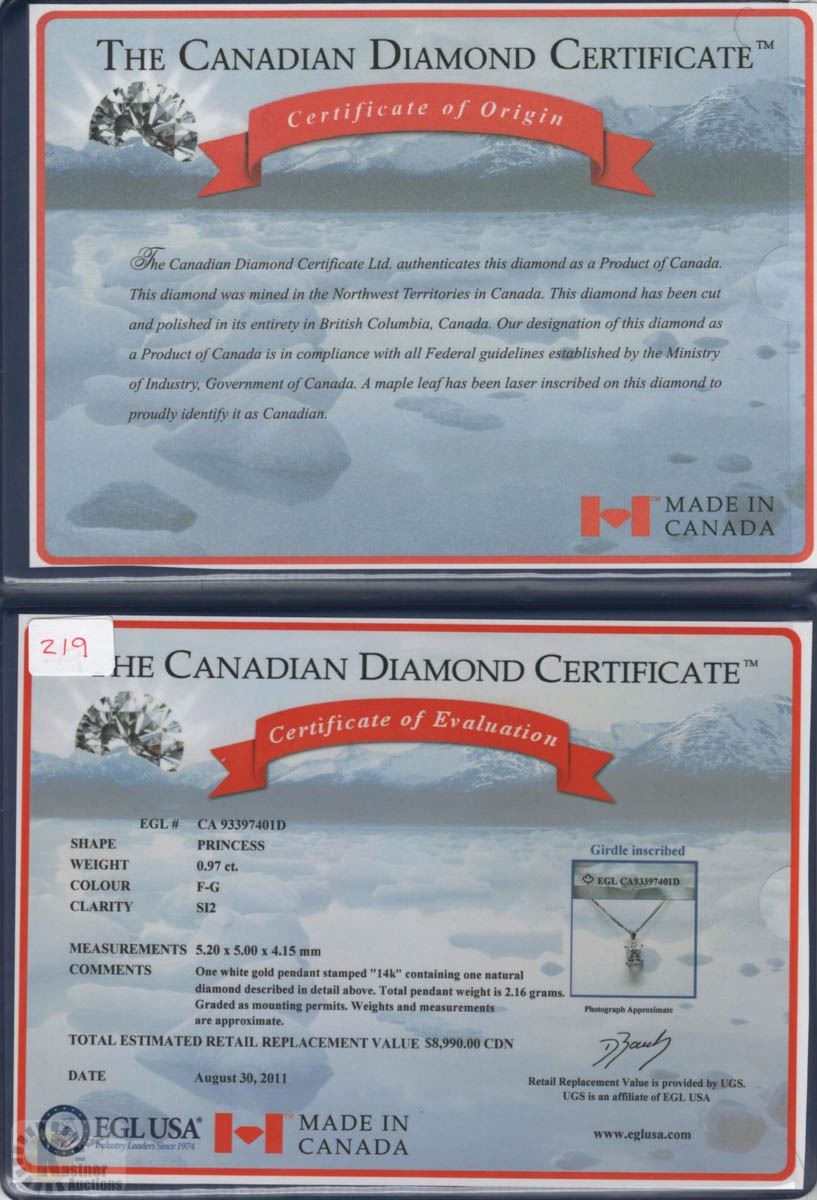 THE CANADIAN DIAMOND CERTIFICATE™
Certificate of Origin
The Canadian Diamond Certificate Ltd. authenticates this diamond as a Product of Canada.
This diamond was mined in the Northwest Territories in Canada. This diamond has been cut
and polished in its entirety in British Columbia, Canada. Our designation of this diamond as
a Product of Canada is in compliance with all Federal guidelines established by the Ministry
of Industry, Government of Canada. A maple leaf has been laser inscribed on this diamond to
proudly identify it as Canadian.
™ MADE IN
CANADA
219
THE CANADIAN DIAMOND CERTIFICATE™
Certificate of Evaluation
EGL # CA 93397401D
SHAPE PRINCESS
WEIGHT 0.97 ct.
COLOUR F-G
CLARITY SI2
Girdle inscribed
EGL CA93397401D
MEASUREMENTS 5.20 x 5.00 x 4.15 mm
COMMENTS One white gold pendant stamped "14k" containing one natural
diamond described in detail above. Total pendant weight is 2.16 grams.
Graded as mounting permits. Weights and measurements
are approximate.
Photograph Approximate
TOTAL ESTIMATED RETAIL REPLACEMENT VALUE $8,990.00 CDN
DATE August 30, 2011
Retail Replacement Value is provided by UGS.
UGS is an affiliate of EGL USA
EGL USA®
Industry Leaders Since 1974
™ MADE IN
CANADA
www.eglusa.com
Kastner
Auctions